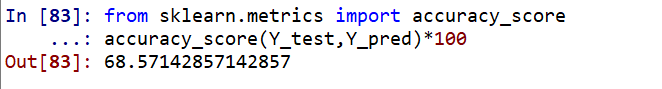 In [83]: from sklearn.metrics import accuracy_score
...: accuracy_score(Y_test,Y_pred)*100
Out[83]: 68.57142857142857